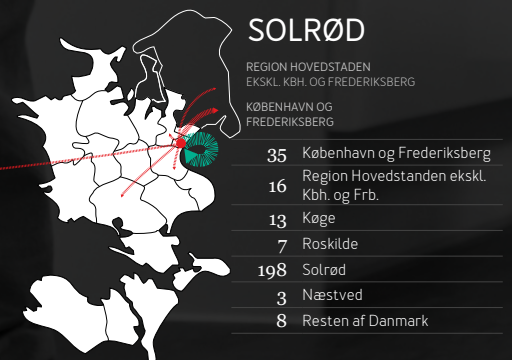 SOLRØD
REGION HOVEDSTADEN
EKSKL. KBH. OG FREDERIKSBERG
KØBENHAVN OG
FREDERIKSBERG
35 København og Frederiksberg
16 Region Hovedstanden ekskl.
Kbh. og Frb.
13 Køge
7 Roskilde
198 Solrød
3 Næstved
8 Resten af Danmark